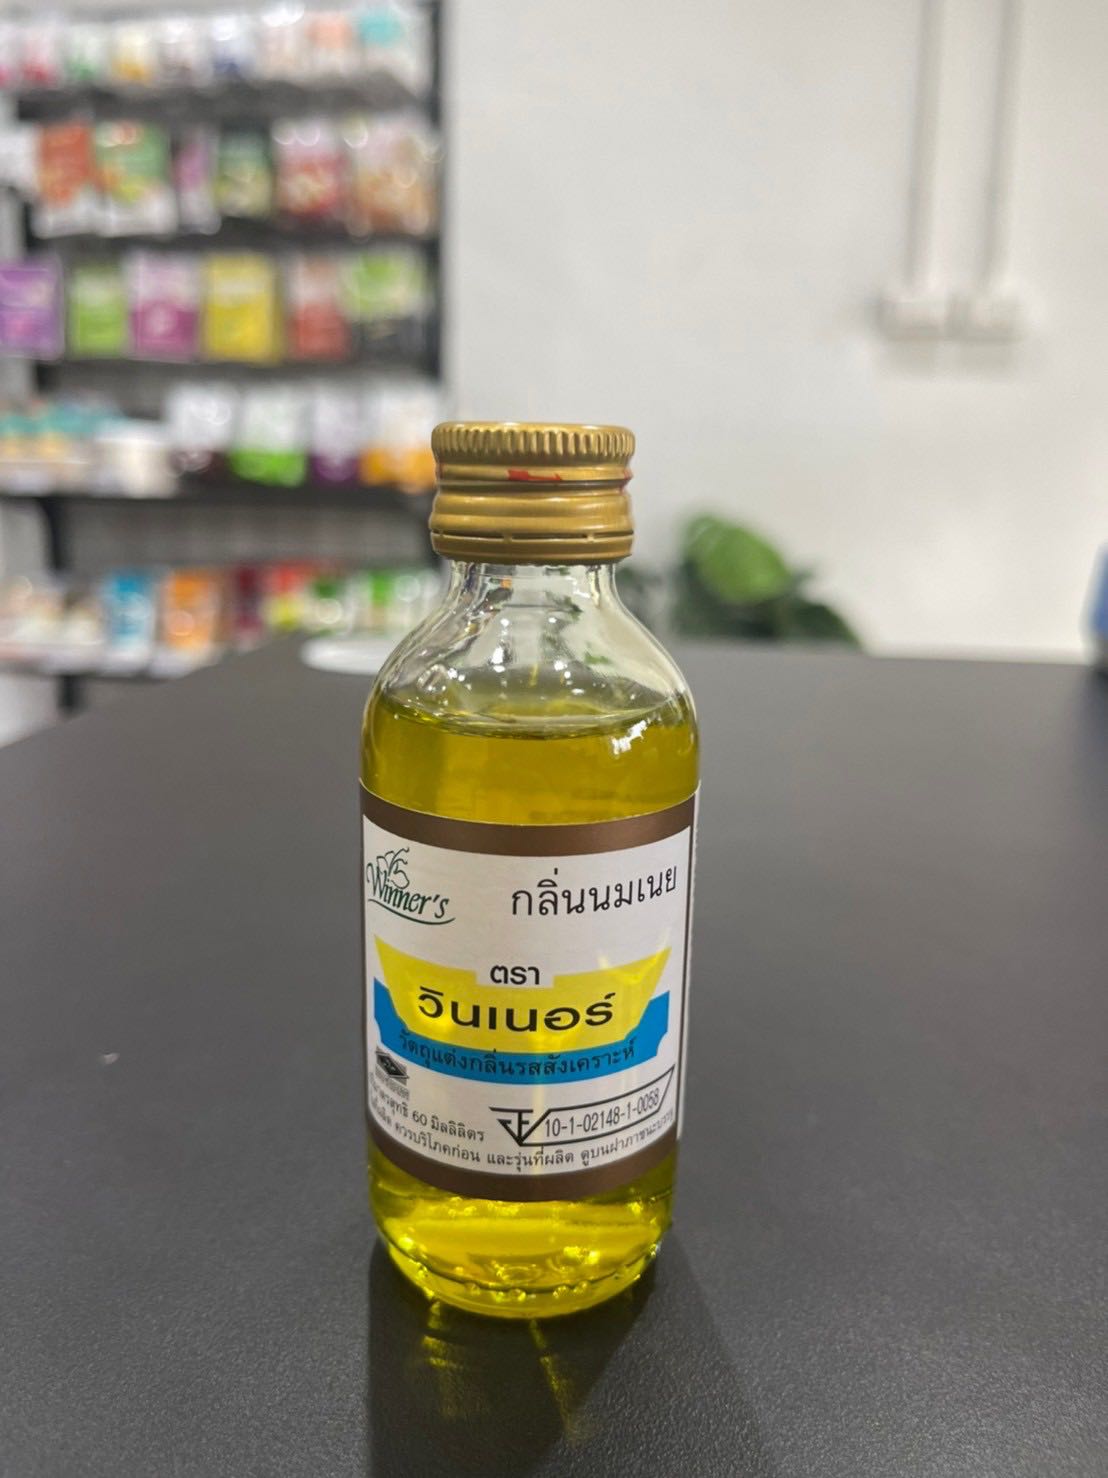 Winner's
กลิ่นนมเนย
ตรา
วินเนอร์
วัตถุแต่งกลิ่นรสสังเคราะห์
60 มิลลิลิตร
10-1-02148-1-0058
ควรบริโภคก่อน และรุ่นที่ผลิต ดูบนฝาภาชนะบรรจุ